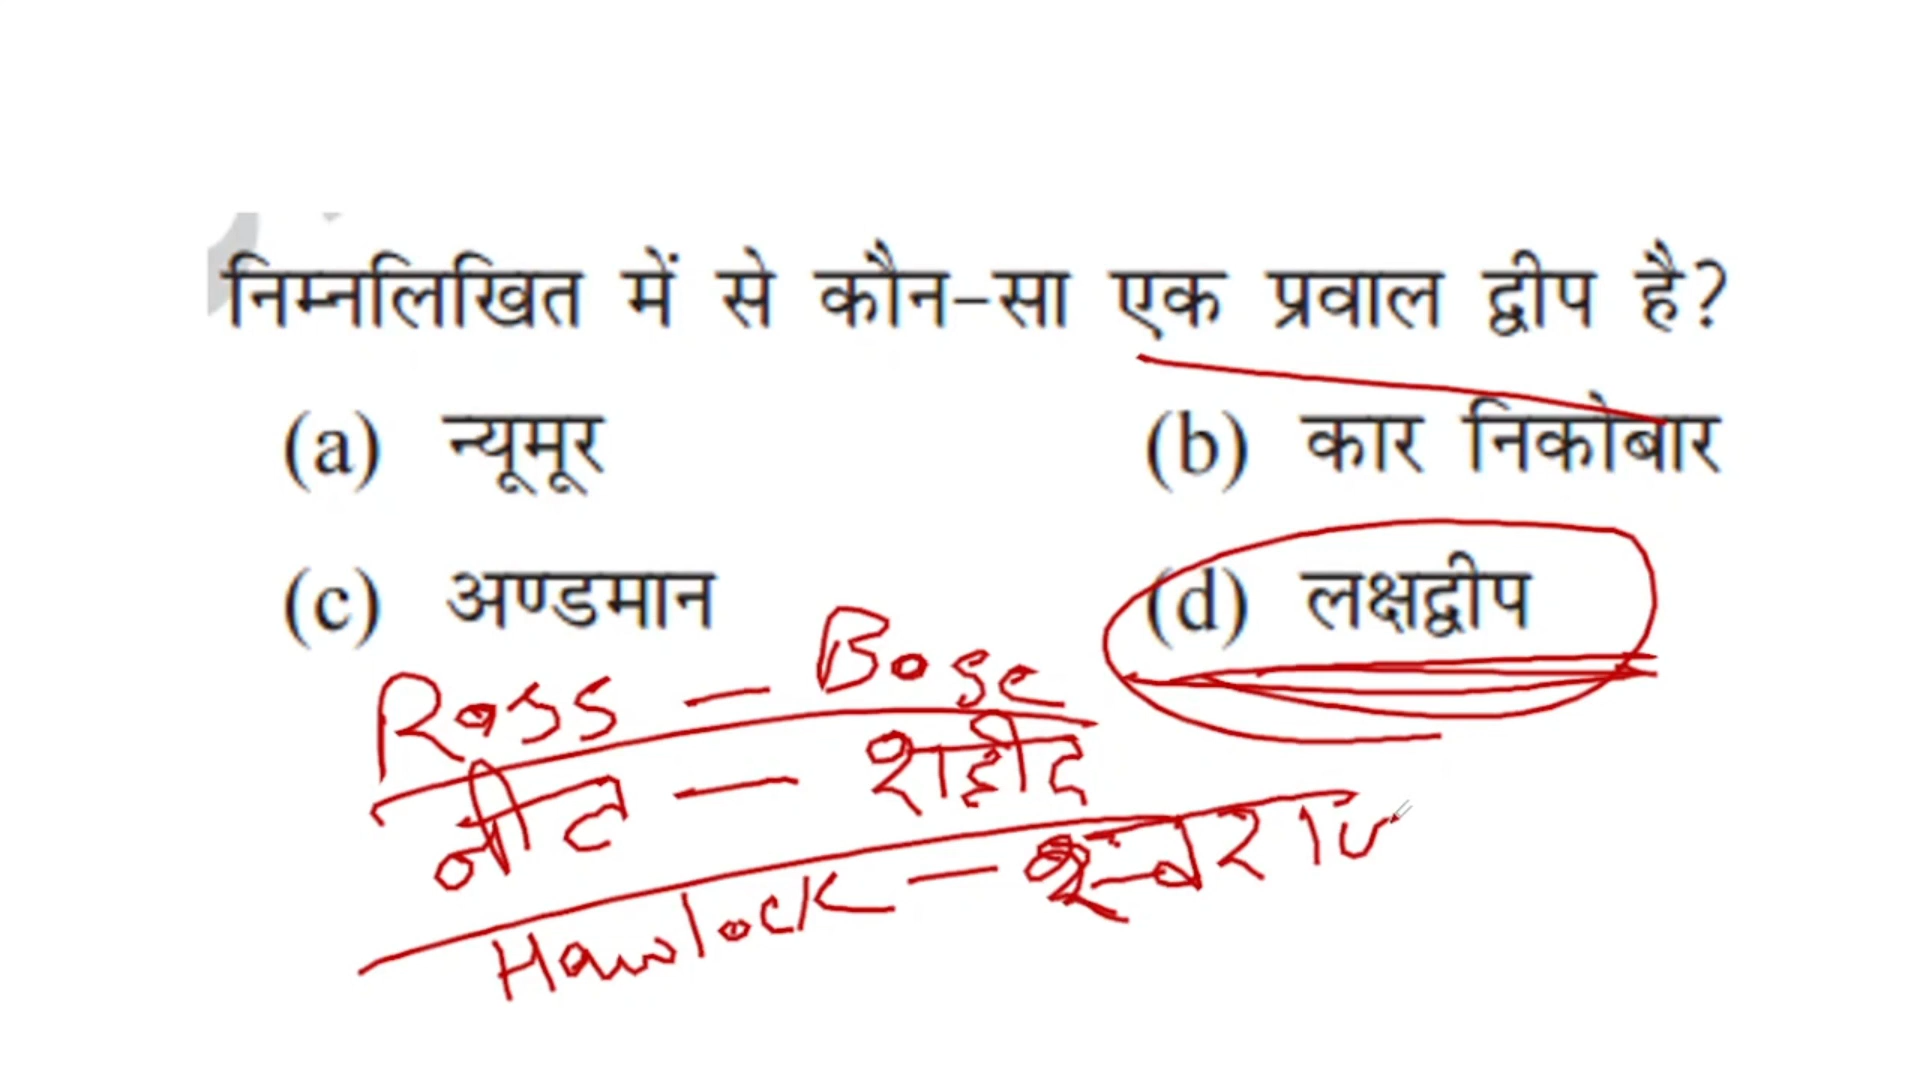 निम्नलिखित में से कौन-सा एक प्रवाल द्वीप है?
(a) न्यूमूर (b) कार निकोबार
(c) अण्डमान (d) लक्षद्वीप
Ross - Bose
नील - शहीद
Hawlock -